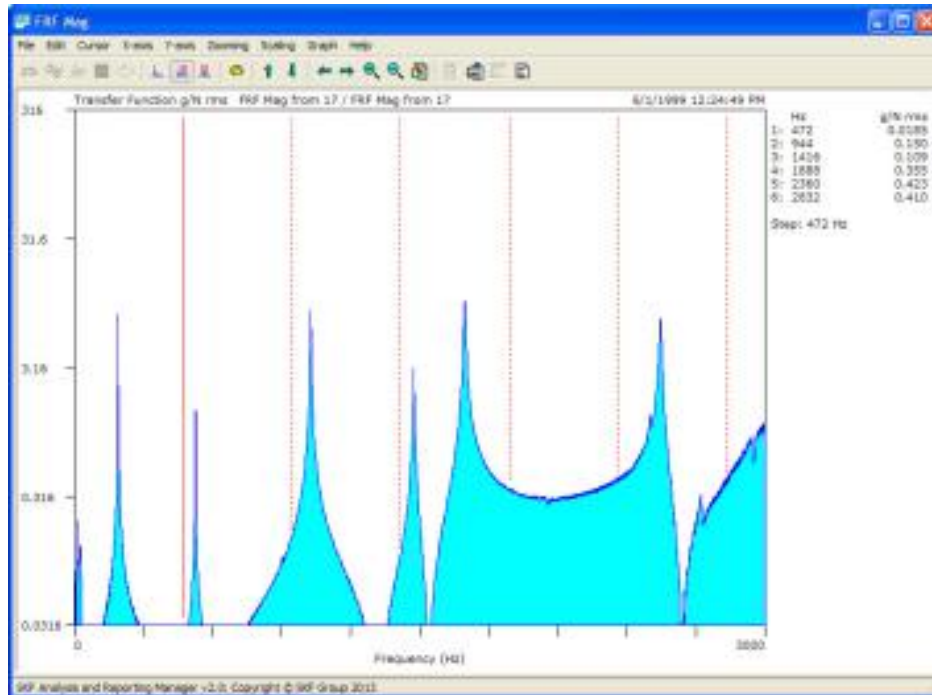 FRF Mag
File Edit Cursor X-axis Y-axis Zooming Scaling Graph Help
Transfer Function g/N rms FRF Mag from 17 / FRF Mag from 17
6/1/1999 12:24:49 PM
316
31.6
3.16
0.316
0.0316
0
3000
Frequency (Hz)
Hz g/N rms
1: 472 0.0185
2: 944 0.150
3: 1416 0.109
4: 1888 0.355
5: 2360 0.423
6: 2832 0.410
Step: 472 Hz
SKF Analysis and Reporting Manager v2.0: Copyright © SKF Group 2013